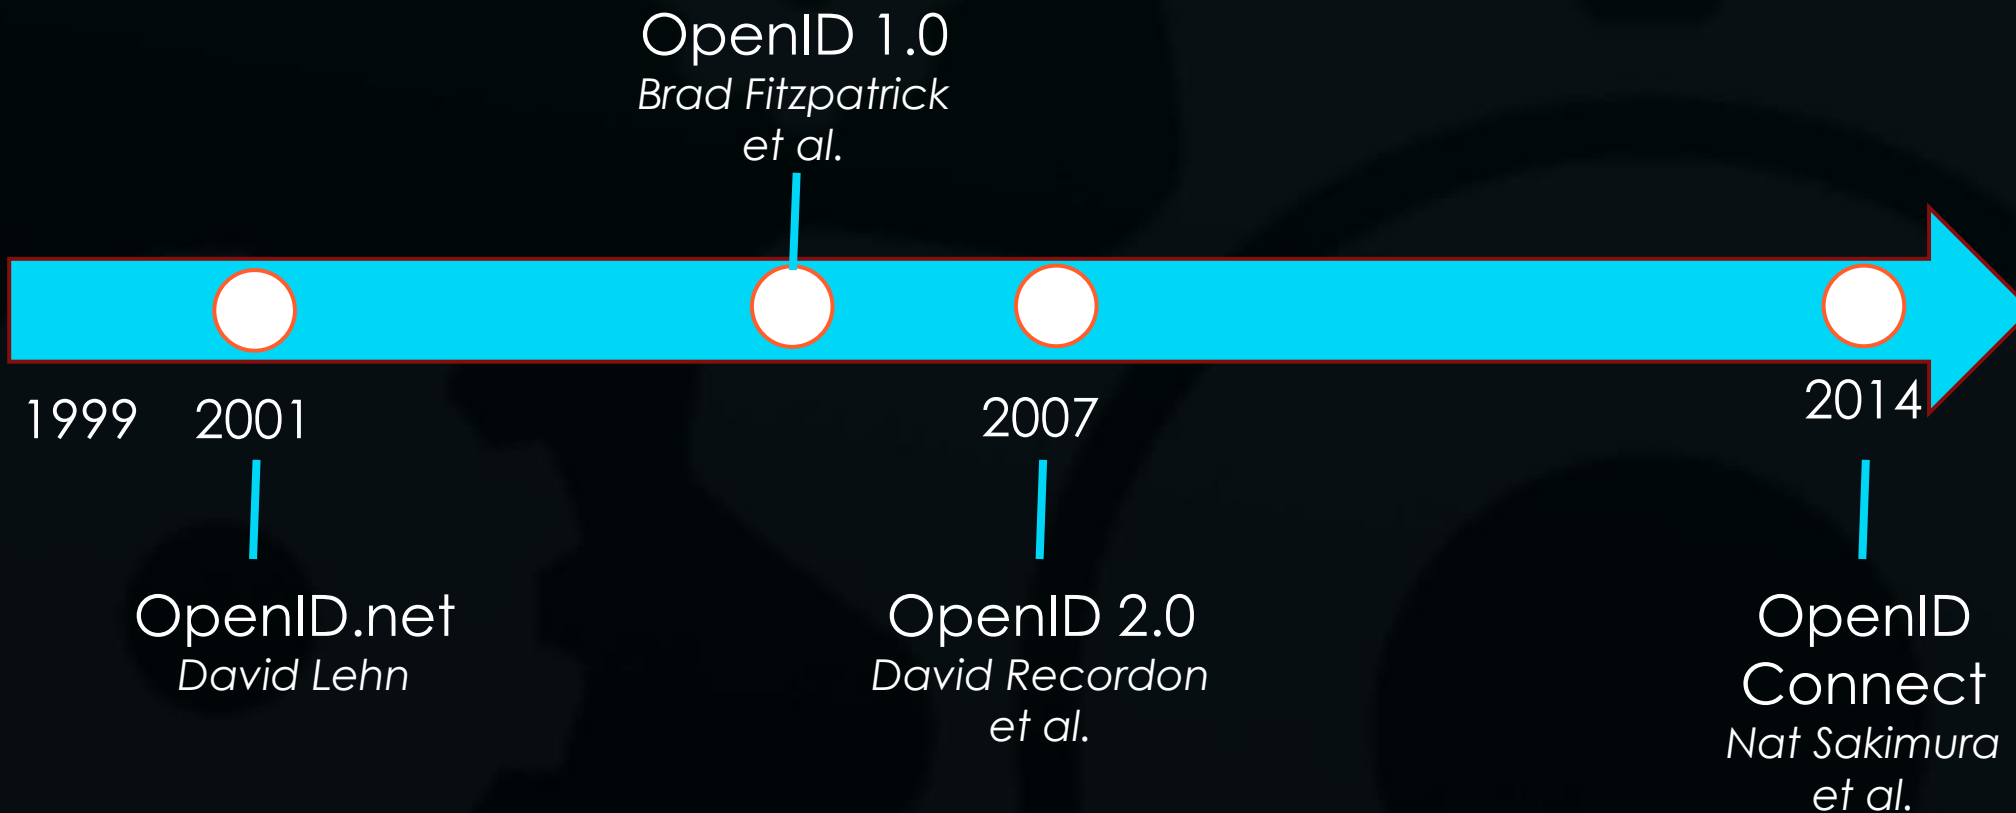 OpenID 1.0
Brad Fitzpatrick
et al.
1999
2001
2007
2014
OpenID.net
David Lehn
OpenID 2.0
David Recordon
et al.
OpenID
Connect
Nat Sakimura
et al.